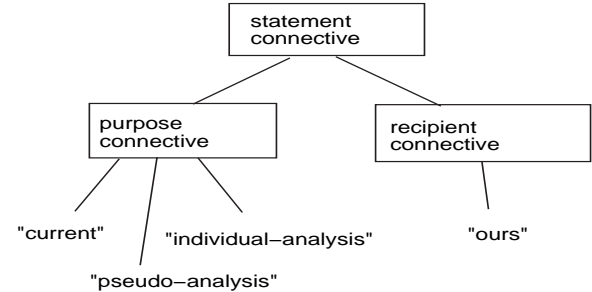 statement
connective
purpose
connective
recipient
connective
"current"
"individual−analysis"
"ours"
"pseudo−analysis"